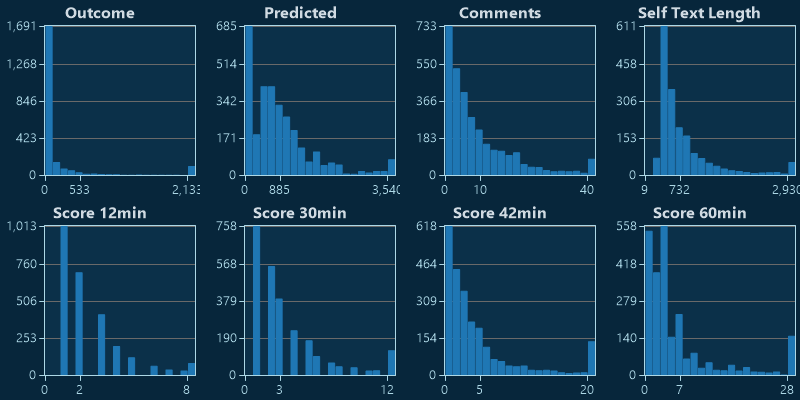 Outcome
1,691
1,268
846
423
0
0 533 2,133
Predicted
685
514
342
171
0
0 885 3,540
Comments
733
550
366
183
0
0 10 40
Self Text Length
611
458
306
153
0
9 732 2,930
Score 12min
1,013
760
506
253
0
0 2 8
Score 30min
758
568
379
190
0
0 3 12
Score 42min
618
464
309
154
0
0 5 20
Score 60min
558
418
279
140
0
0 7 28